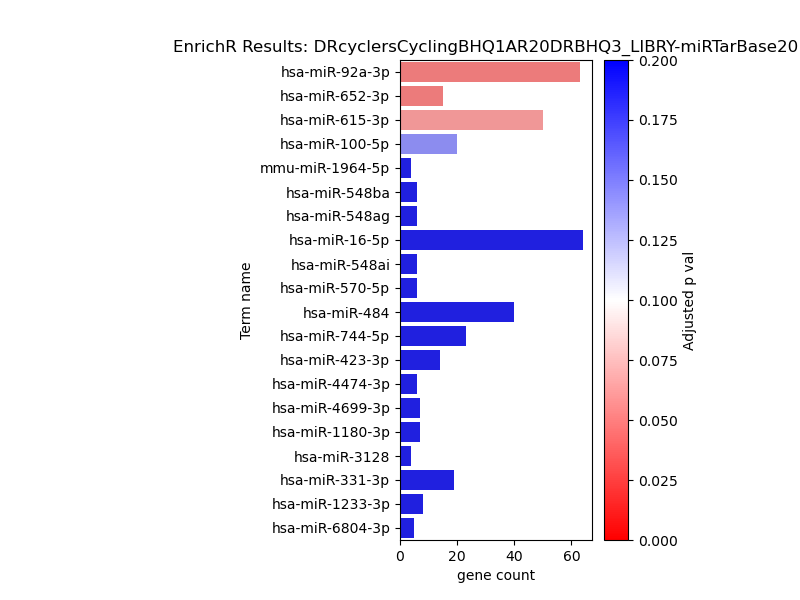 EnrichR Results: DRcyclersCyclingBHQ1AR20DRBHQ3_LIBRY-miRTarBase20
hsa-miR-92a-3p
hsa-miR-652-3p
hsa-miR-615-3p
hsa-miR-100-5p
mmu-miR-1964-5p
hsa-miR-548ba
hsa-miR-548ag
hsa-miR-16-5p
hsa-miR-548ai
hsa-miR-570-5p
hsa-miR-484
hsa-miR-744-5p
hsa-miR-423-3p
hsa-miR-4474-3p
hsa-miR-4699-3p
hsa-miR-1180-3p
hsa-miR-3128
hsa-miR-331-3p
hsa-miR-1233-3p
hsa-miR-6804-3p
Term name
0 20 40 60
gene count
0.200
0.175
0.150
0.125
0.100
0.075
0.050
0.025
0.000
Adjusted p val